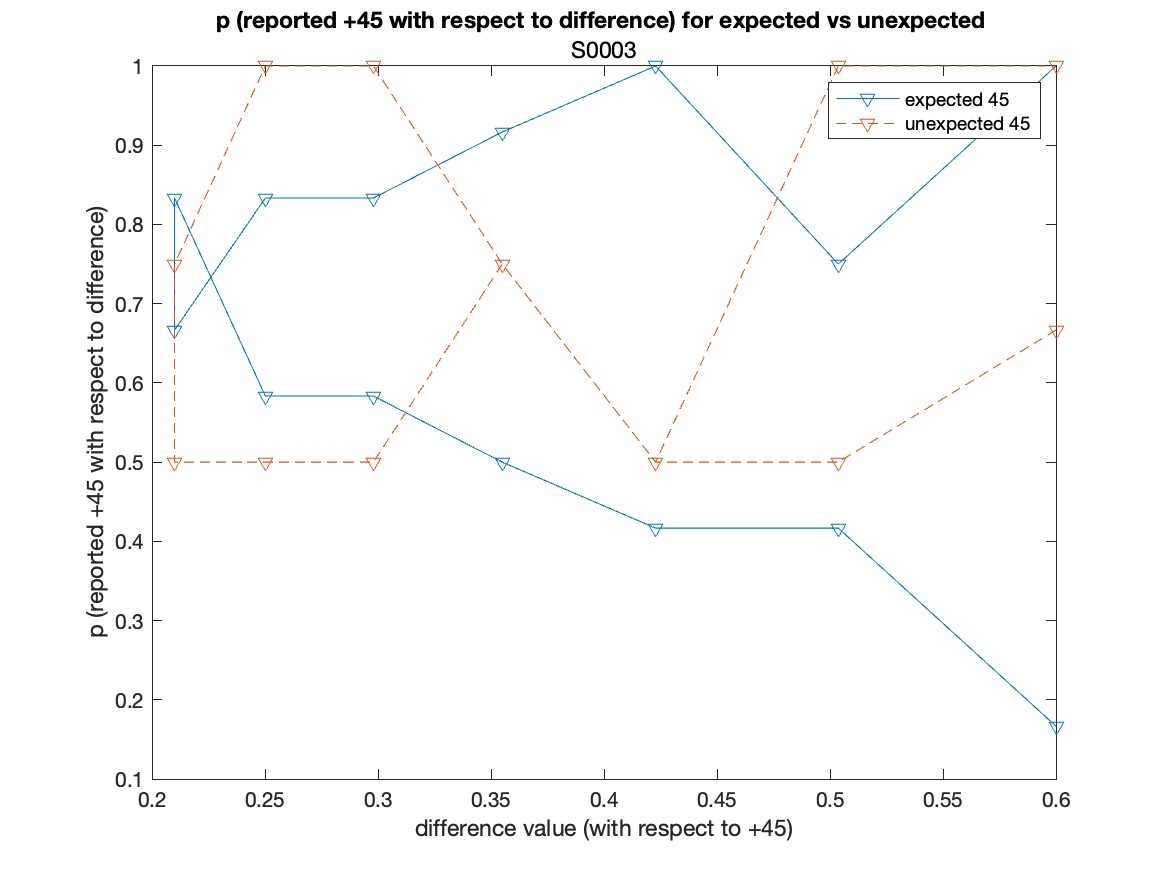 p (reported +45 with respect to difference) for expected vs unexpected
S0003
p (reported +45 with respect to difference)
1
0.9
0.8
0.7
0.6
0.5
0.4
0.3
0.2
0.1
expected 45
unexpected 45
0.2 0.25 0.3 0.35 0.4 0.45 0.5 0.55 0.6
difference value (with respect to +45)